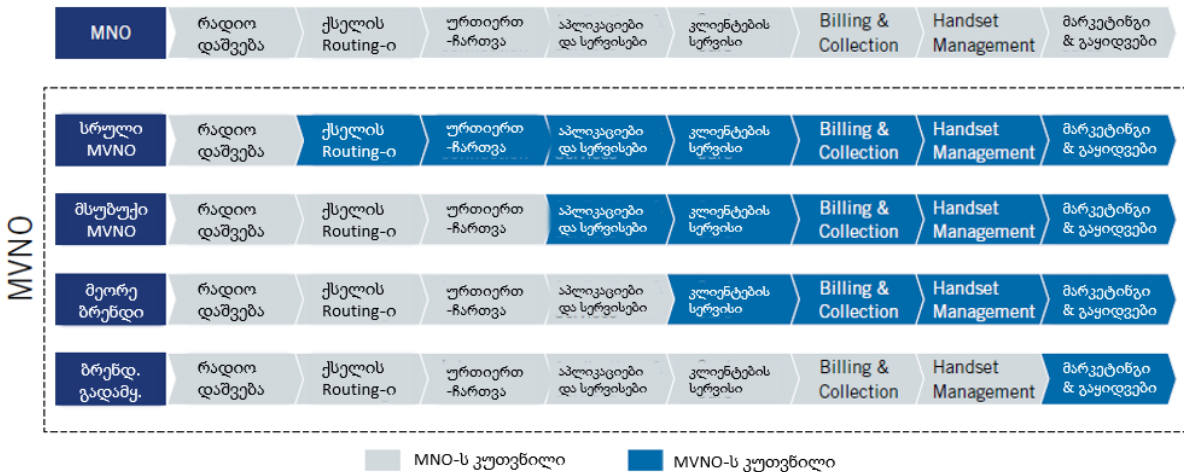 MNO
რადიო
დაშვება
ქსელის
Routing-ი
ურთიერთ
-ჩართვა
აპლიკაციები
და სერვისები
კლიენტების
სერვისი
Billing &
Collection
Handset
Management
მარკეტინგი
& გაყიდვები
MVNO
სრული
MVNO
რადიო
დაშვება
ქსელის
Routing-ი
ურთიერთ
-ჩართვა
აპლიკაციები
და სერვისები
კლიენტების
სერვისი
Billing &
Collection
Handset
Management
მარკეტინგი
& გაყიდვები
მსუბუქი
MVNO
რადიო
დაშვება
ქსელის
Routing-ი
ურთიერთ
-ჩართვა
აპლიკაციები
და სერვისები
კლიენტების
სერვისი
Billing &
Collection
Handset
Management
მარკეტინგი
& გაყიდვები
მეორე
ბრენდი
რადიო
დაშვება
ქსელის
Routing-ი
ურთიერთ
-ჩართვა
აპლიკაციები
და სერვისები
კლიენტების
სერვისი
Billing &
Collection
Handset
Management
მარკეტინგი
& გაყიდვები
ბრენდ.
გადამყ.
რადიო
დაშვება
ქსელის
Routing-ი
ურთიერთ
-ჩართვა
აპლიკაციები
და სერვისები
კლიენტების
სერვისი
Billing &
Collection
Handset
Management
მარკეტინგი
& გაყიდვები
MNO-ს კუთვნილი
MVNO-ს კუთვნილი